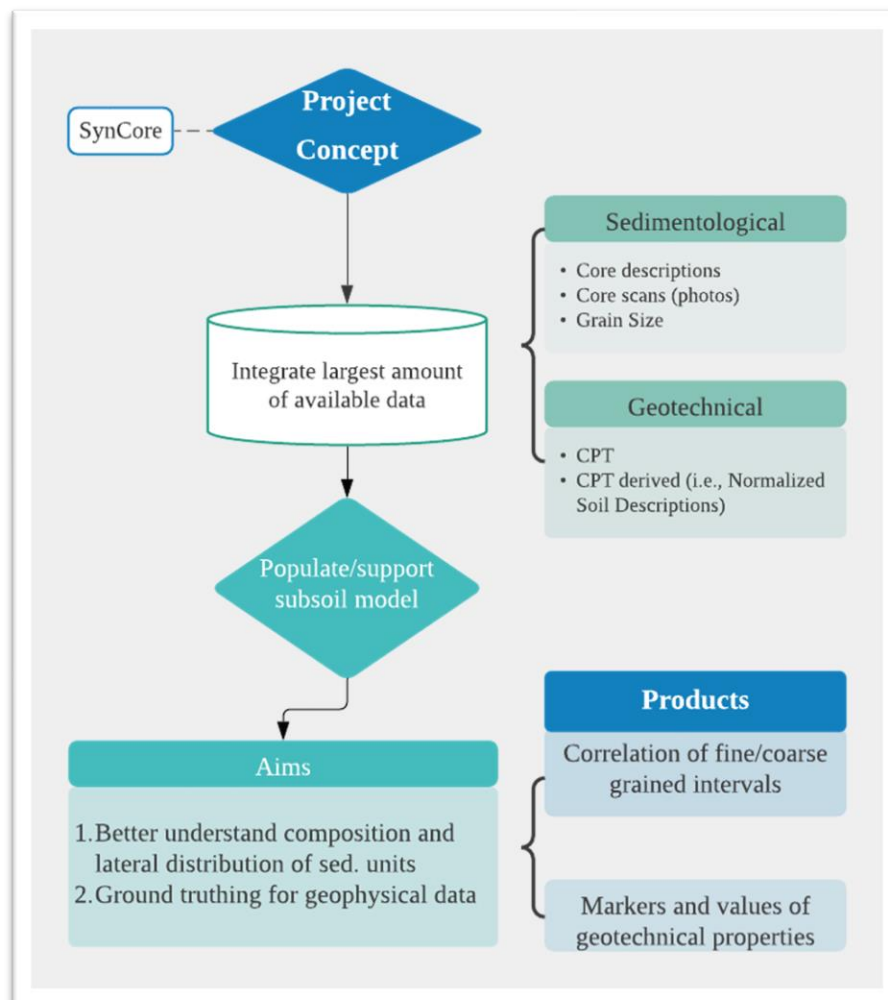 Project
Concept
SynCore
Sedimentological
• Core descriptions
• Core scans (photos)
• Grain Size
Integrate largest amount
of available data
Geotechnical
• CPT
• CPT derived (i.e., Normalized
Soil Descriptions)
Populate/support
subsoil model
Aims
1.Better understand composition and
lateral distribution of sed. units
2.Ground truthing for geophysical data
Products
Correlation of fine/coarse
grained intervals
Markers and values of
geotechnical properties